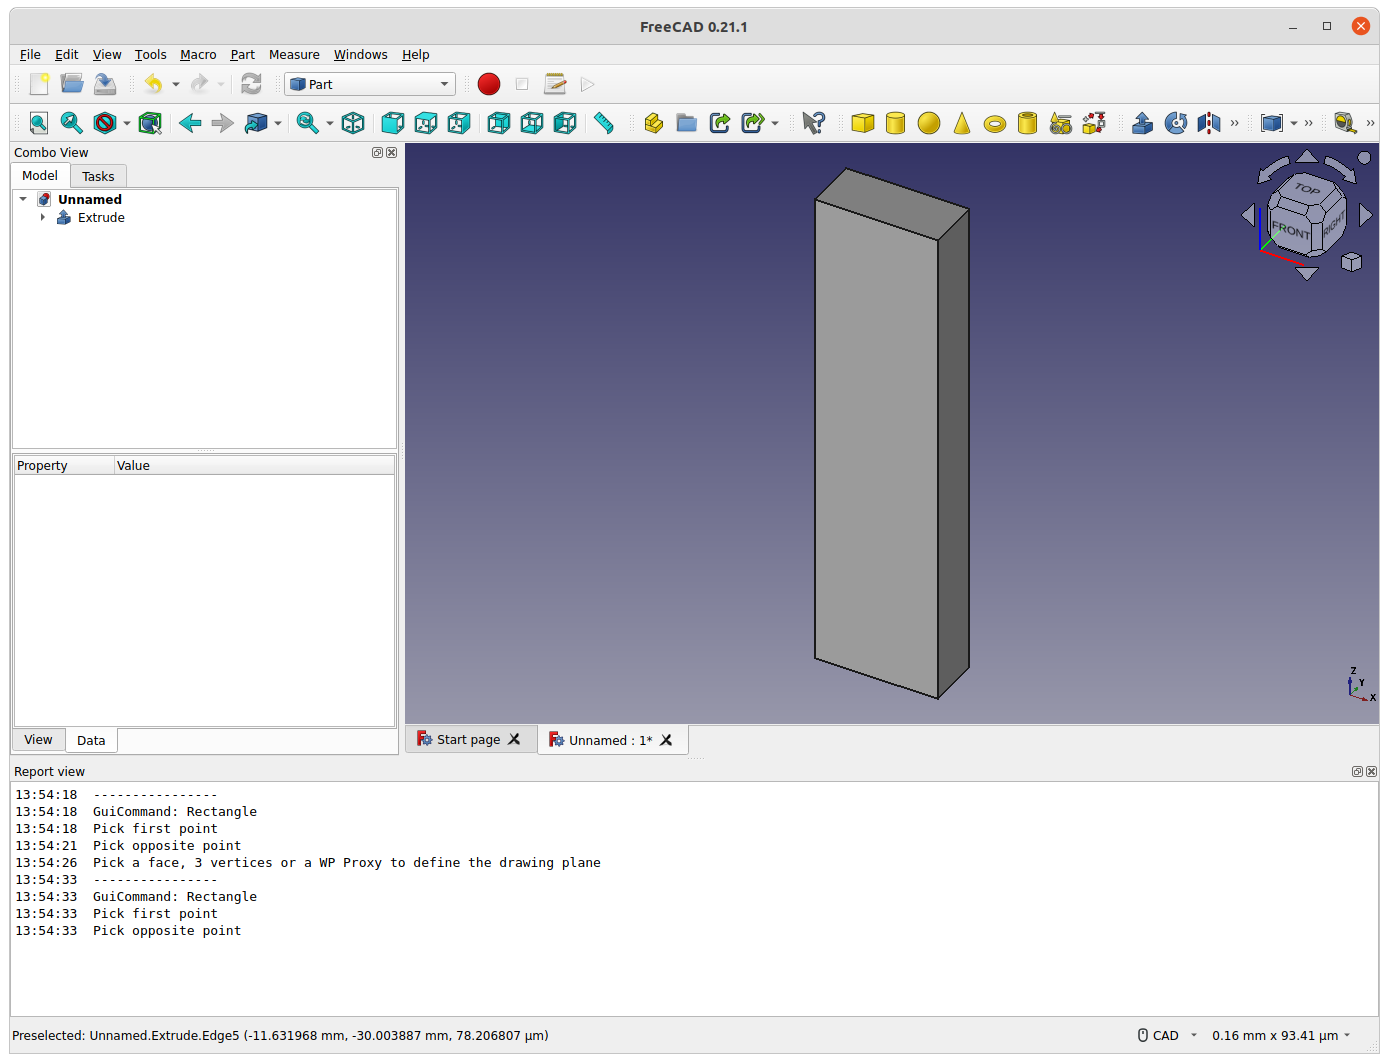 FreeCAD 0.21.1
File Edit View Tools Macro Part Measure Windows Help
Part
Combo View
Model Tasks
Unnamed
Extrude
Property Value
View Data
TOP
FRONT
RIGHT
Z
Y
X
Start page Unnamed : 1*
Report view
13:54:18 ----------------
13:54:18 GuiCommand: Rectangle
13:54:18 Pick first point
13:54:21 Pick opposite point
13:54:26 Pick a face, 3 vertices or a WP Proxy to define the drawing plane
13:54:33 ----------------
13:54:33 GuiCommand: Rectangle
13:54:33 Pick first point
13:54:33 Pick opposite point
Preselected: Unnamed.Extrude.Edge5 (-11.631968 mm, -30.003887 mm, 78.206807 µm) CAD 0.16 mm x 93.41 µm